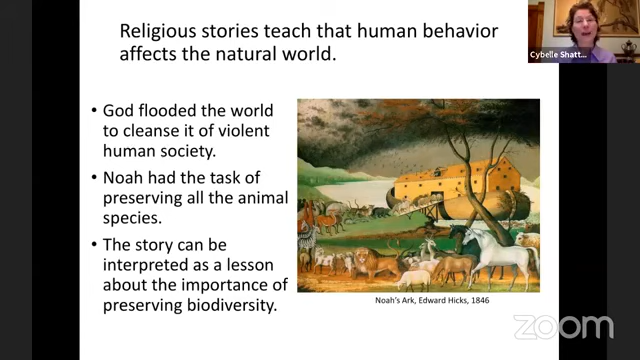 Religious stories teach that human behavior
affects the natural world.
Cybelle Shatt...
• God flooded the world
to cleanse it of violent
human society.
• Noah had the task of
preserving all the animal
species.
• The story can be
interpreted as a lesson
about the importance of
preserving biodiversity.
Noah's Ark, Edward Hicks, 1846
zoom